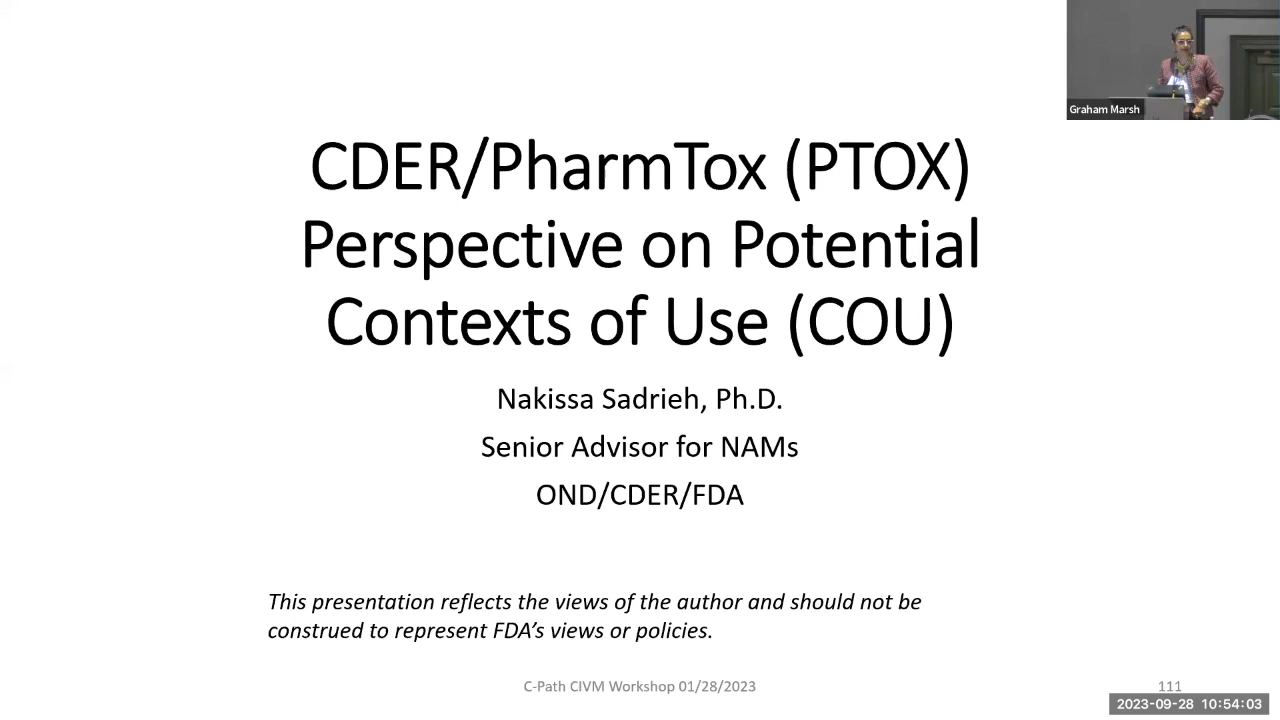 Graham Marsh
CDER/PharmTox (PTOX)
Perspective on Potential
Contexts of Use (COU)
Nakissa Sadrieh, Ph.D.
Senior Advisor for NAMs
OND/CDER/FDA
This presentation reflects the views of the author and should not be
construed to represent FDA’s views or policies.
C-Path CIVM Workshop 01/28/2023
111
2023-09-28 10:54:03